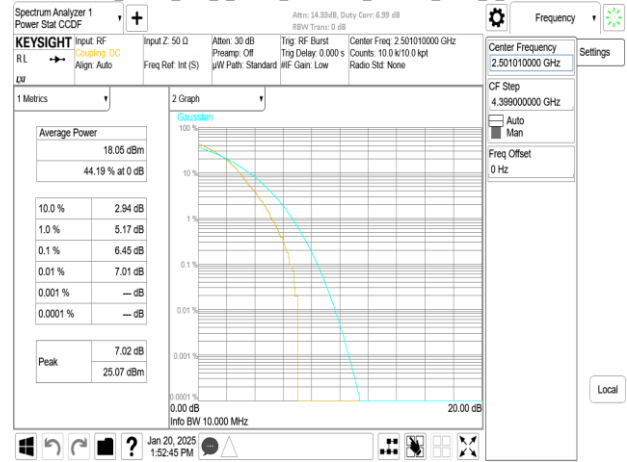 Spectrum Analyzer 1
Power Stat CCDF
Attn: 14.33dB, Duty Corr: 6.99 dB
RBW Trans: 0 dB
Frequency
KEYSIGHT Input: RF Input Z: 50 Ω Atten: 30 dB Trig: RF Burst Center Freq: 2.501010000 GHz
RL Coupling: DC Preamp: Off Trig Delay: 0.000 s Counts: 10.0 k/10.0 kpt
Align: Auto Freq Ref: Int (S) µW Path: Standard #IF Gain: Low Radio Std: None
LXI
Center Frequency
2.501010000 GHz
Settings
CF Step
4.399000000 GHz
Auto
Man
Freq Offset
0 Hz
Local
1 Metrics
Average Power
18.05 dBm
44.19 % at 0 dB
10.0 % 2.94 dB
1.0 % 5.17 dB
0.1 % 6.45 dB
0.01 % 7.01 dB
0.001 % --- dB
0.0001 % --- dB
Peak 7.02 dB
25.07 dBm
2 Graph
Gaussian
100 %
10 %
1 %
0.1 %
0.01 %
0.001 %
0.0001 %
0.00 dB 20.00 dB
Info BW 10.000 MHz
Jan 20, 2025
1:52:45 PM